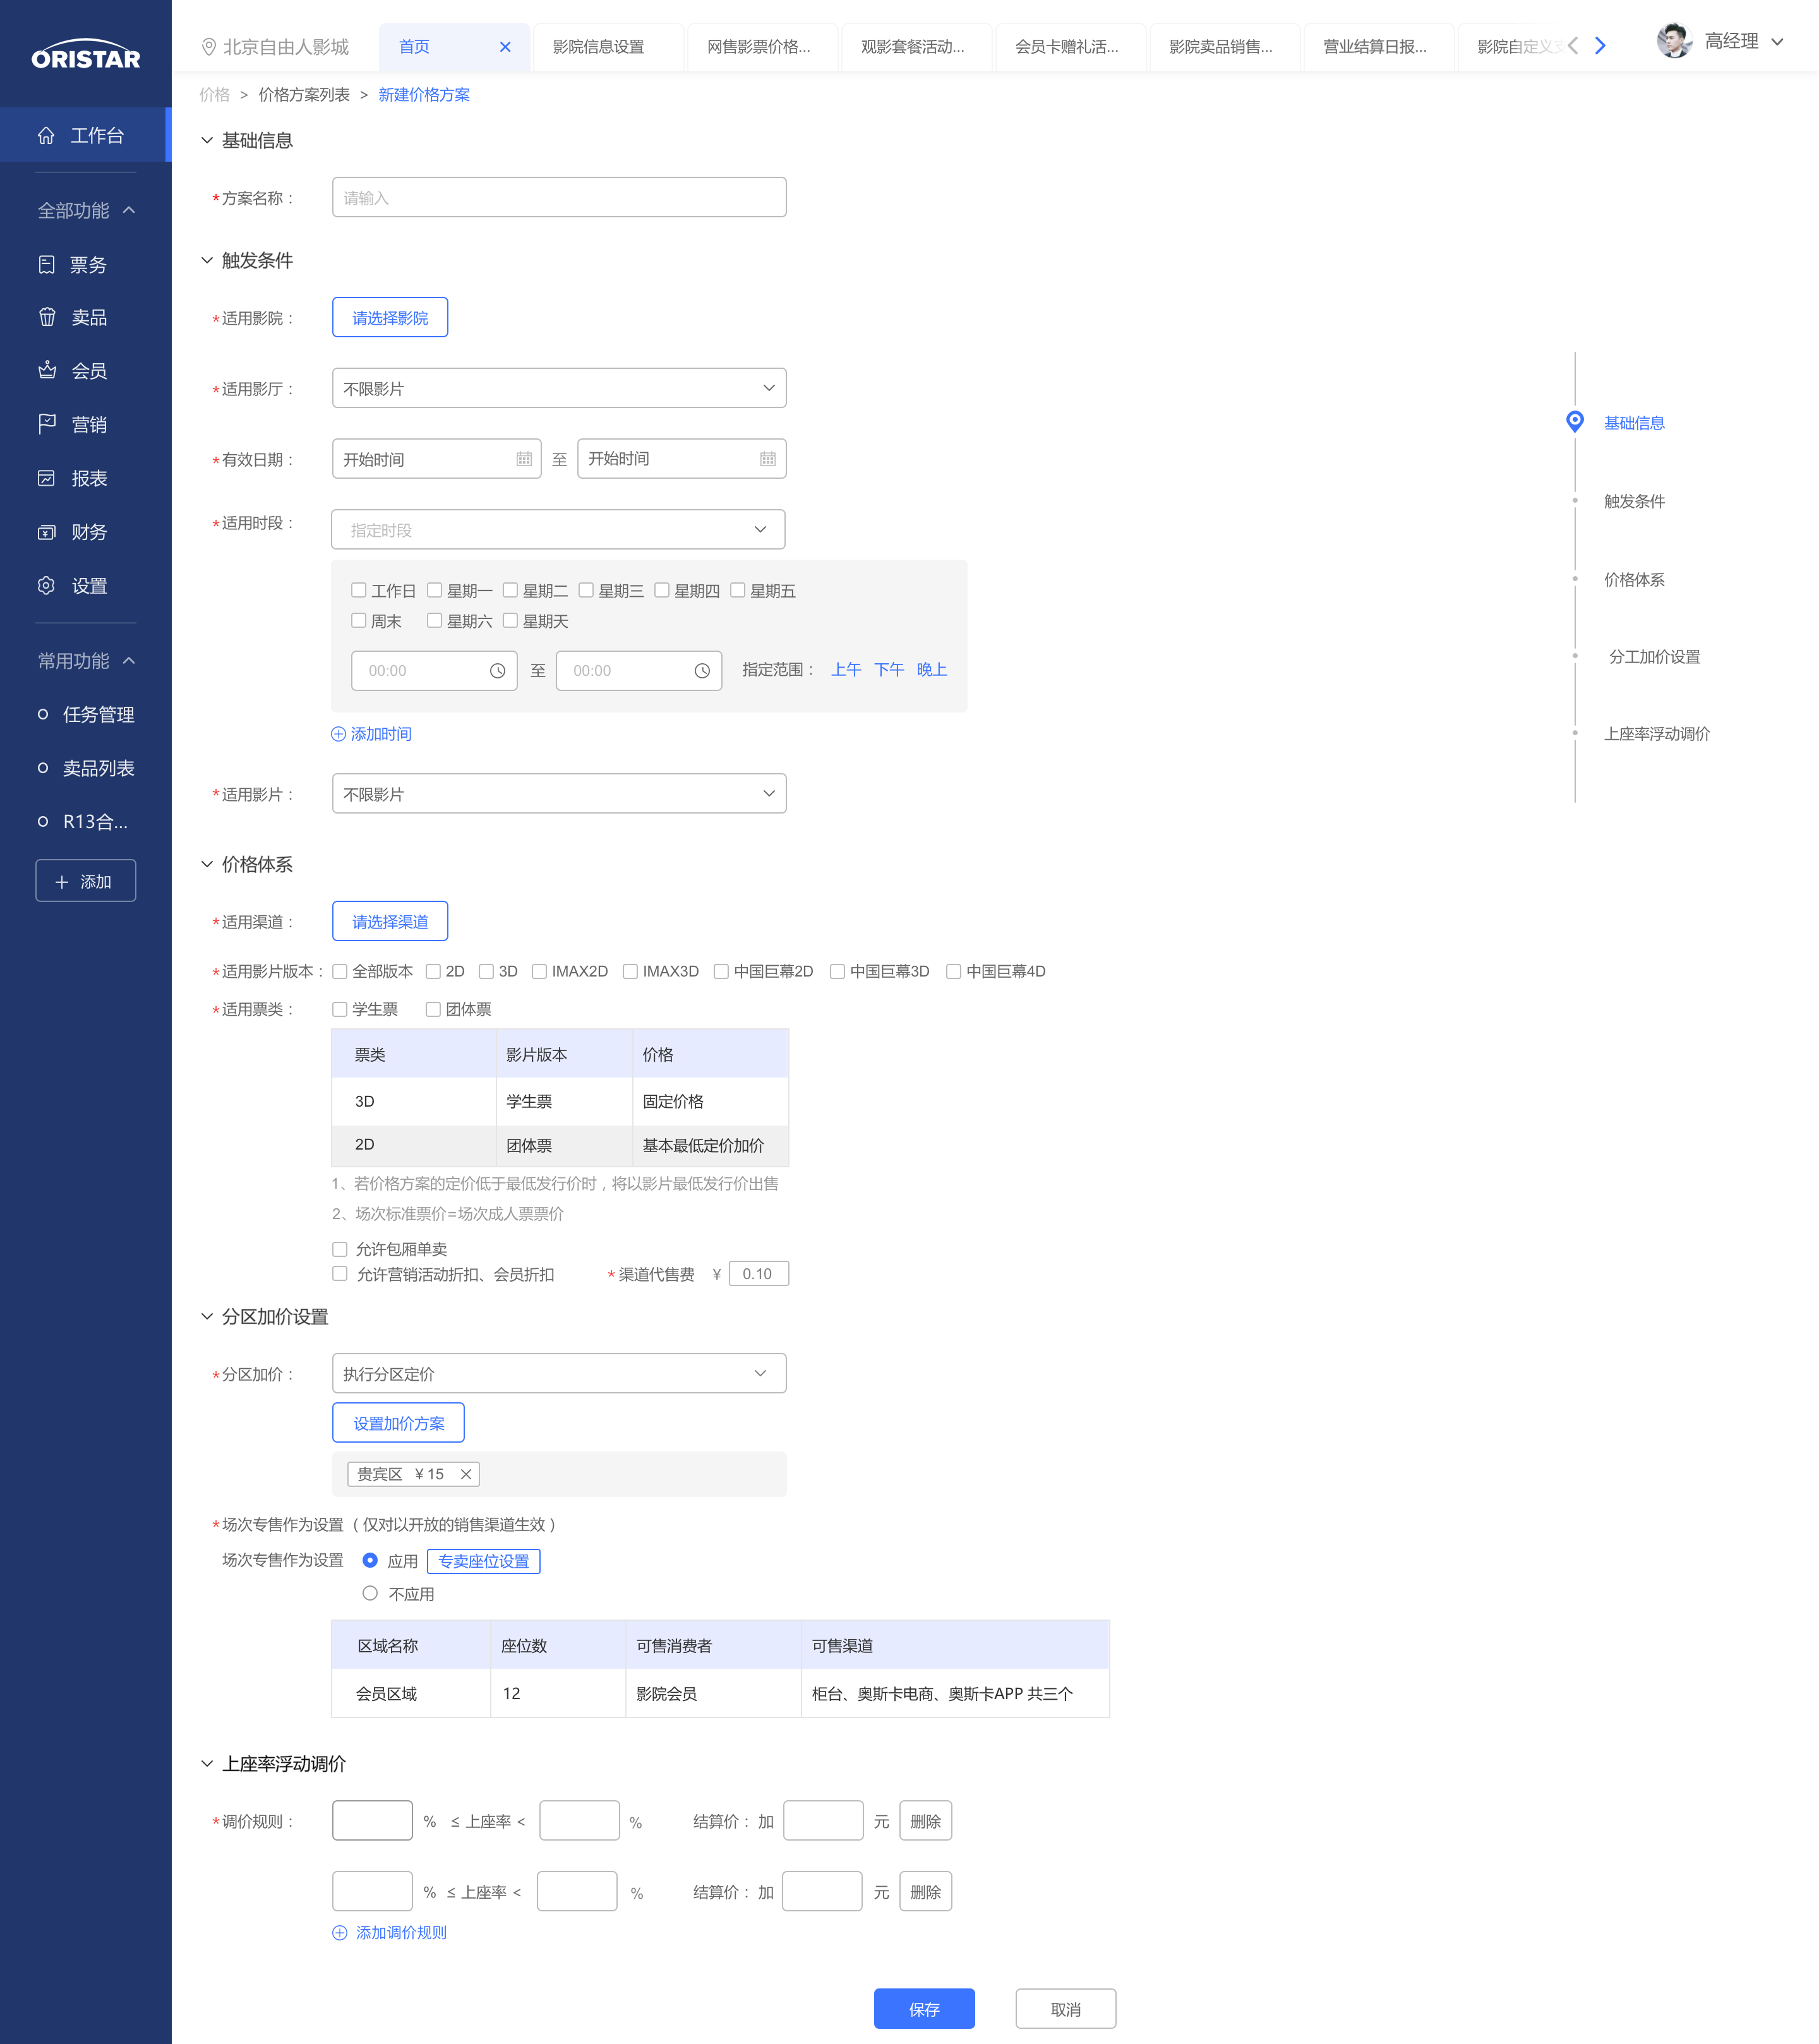 ORISTAR
北京自由人影城
首页
影院信息设置
网售影票价格...
观影套餐活动...
会员卡赠礼活...
影院卖品销售...
营业结算日报...
影院自定义支
高经理
工作台
全部功能
票务
卖品
会员
营销
报表
财务
设置
常用功能
任务管理
卖品列表
R13合...
添加
价格 > 价格方案列表 > 新建价格方案
基础信息
*方案名称：
请输入
触发条件
*适用影院：
请选择影院
*适用影厅：
不限影片
*有效日期：
开始时间 至 开始时间
*适用时段：
指定时段
工作日 星期一 星期二 星期三 星期四 星期五
周末 星期六 星期天
00:00 至 00:00 指定范围： 上午 下午 晚上
添加时间
*适用影片：
不限影片
基础信息
触发条件
价格体系
分工加价设置
上座率浮动调价
价格体系
*适用渠道：
请选择渠道
*适用影片版本： 全部版本 2D 3D IMAX2D IMAX3D 中国巨幕2D 中国巨幕3D 中国巨幕4D
*适用票类： 学生票 团体票
票类 影片版本 价格
3D 学生票 固定价格
2D 团体票 基本最低定价加价
1、若价格方案的定价低于最低发行价时，将以影片最低发行价出售
2、场次标准票价=场次成人票票价
允许包厢单卖
允许营销活动折扣、会员折扣 *渠道代售费 ¥ 0.10
分区加价设置
*分区加价：
执行分区定价
设置加价方案
贵宾区 ¥15
*场次专售作为设置（仅对以开放的销售渠道生效）
场次专售作为设置 应用 专卖座位设置
不应用
区域名称 座位数 可售消费者 可售渠道
会员区域 12 影院会员 柜台、奥斯卡电商、奥斯卡APP 共三个
上座率浮动调价
*调价规则： % ≤ 上座率 < % 结算价：加 元 删除
% ≤ 上座率 < % 结算价：加 元 删除
添加调价规则
保存
取消